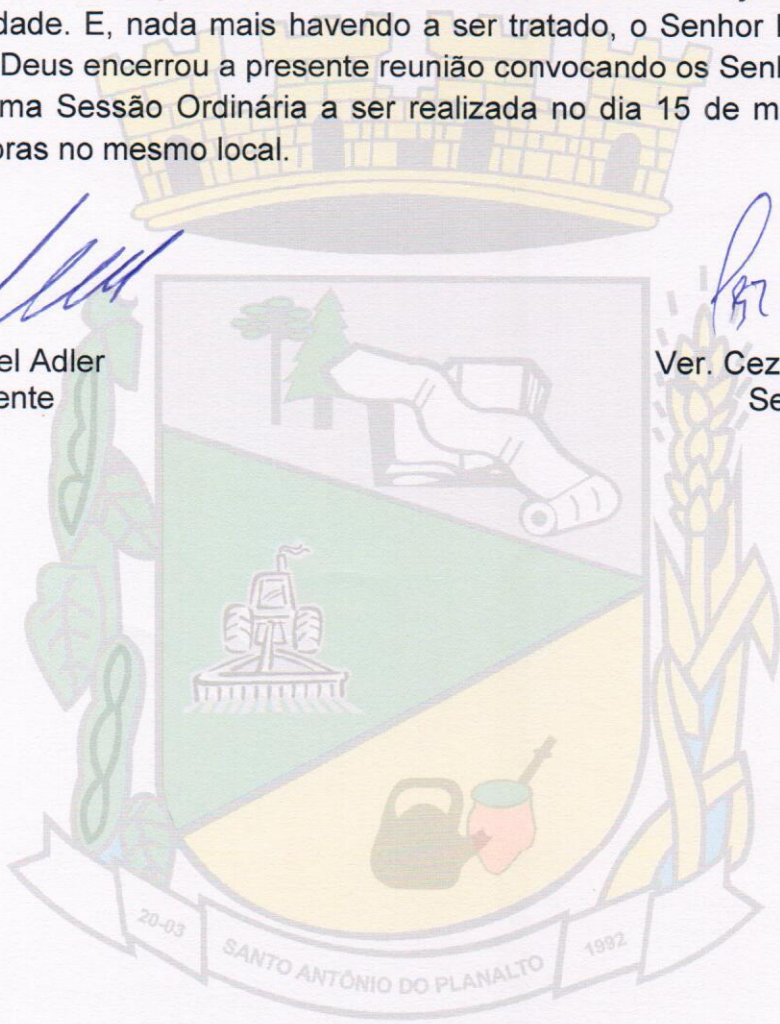 dade. E, nada mais havendo a ser tratado, o Senhor
Deus encerrou a presente reunião convocando os Senh
ma Sessão Ordinária a ser realizada no dia 15 de m
oras no mesmo local.
el Adler
ente
Ver. Cez
Se
20-03
SANTO ANTÔNIO DO PLANALTO
1992